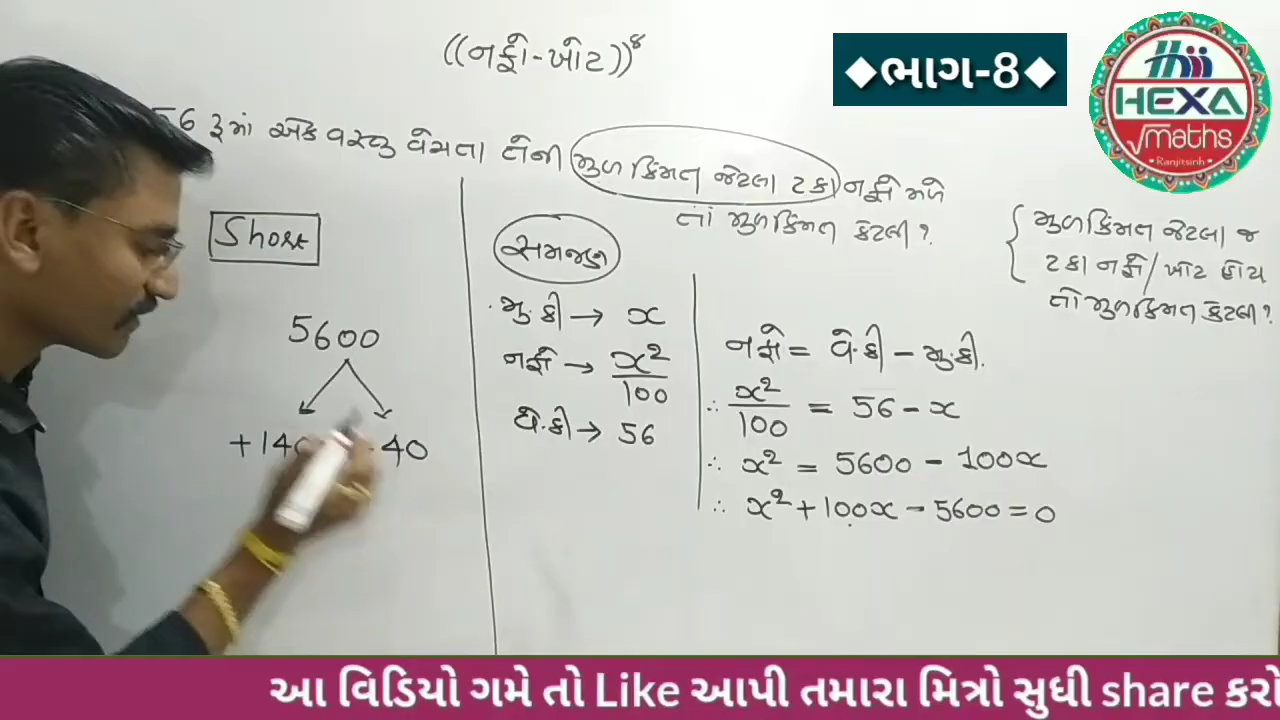 ((નફો-ખોટ))⁸
◆ભાગ-8◆
HEXA
√maths
Ranjitsinh
56 રૂ માં એક વસ્તુ વેચતા તેની મુળ કિંમત જેટલા ટકા નફો મળે
તો મુળકિંમત કેટલી?
{ મુળકિંમત જેટલા જ
ટકા નફો/ખોટ હોય
તો મુળકિંમત કેટલી?
Short
5600
+140 40
સમજણ
મુ.કી → x
નફો → x²/100
વે.કી → 56
નફો = વે.કી - મુ.કી.
∴ x²/100 = 56 - x
∴ x² = 5600 - 100x
∴ x² + 100x - 5600 = 0
આ વિડિયો ગમે તો Like આપી તમારા મિત્રો સુધી share કરો